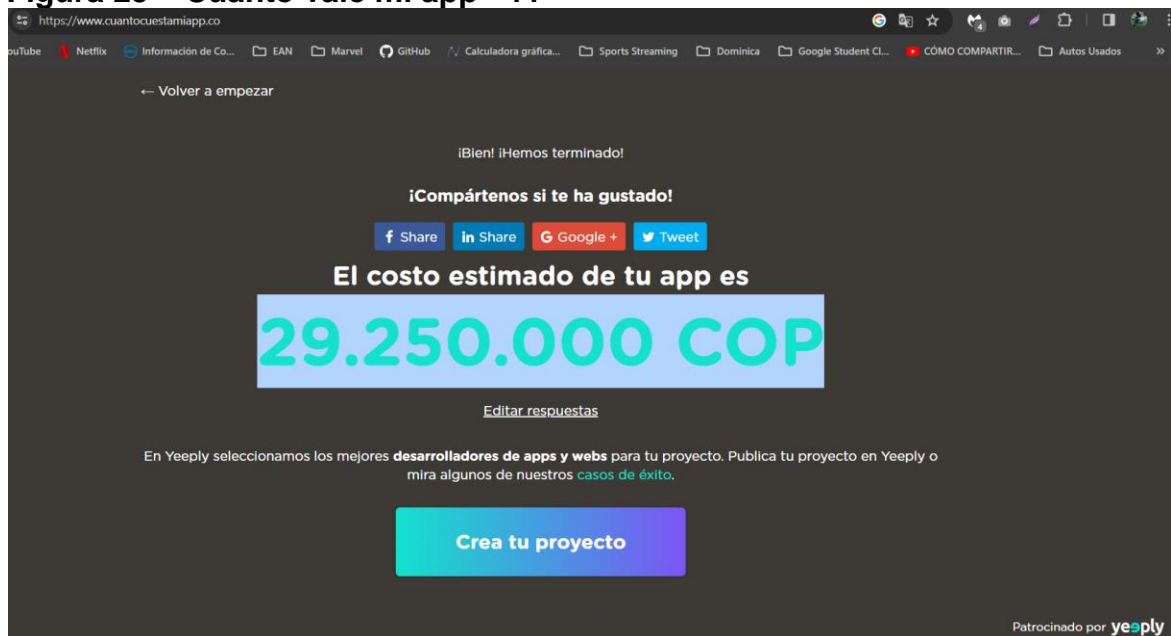 https://www.cuantocuestamiapp.co
ouTube Netflix Información de Co... EAN Marvel GitHub Calculadora gráfica... Sports Streaming Dominica Google Student Cl... CÓMO COMPARTIR... Autos Usados »
← Volver a empezar
¡Bien! ¡Hemos terminado!
¡Compártenos si te ha gustado!
f Share in Share G Google + Tweet
El costo estimado de tu app es
29.250.000 COP
Editar respuestas
En Yeeply seleccionamos los mejores desarrolladores de apps y webs para tu proyecto. Publica tu proyecto en Yeeply o
mira algunos de nuestros casos de éxito.
Crea tu proyecto
Patrocinado por yeeply